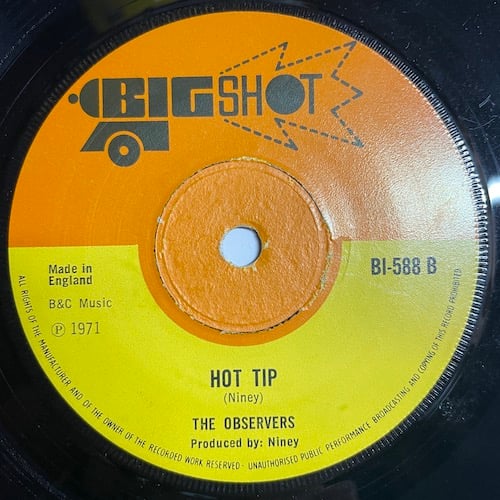 BIG SHOT
Made in
England
BI-588 B
B&C Music
℗ 1971
HOT TIP
(Niney)
THE OBSERVERS
Produced by: Niney
ALL RIGHTS OF THE MANUFACTURER AND OF THE OWNER OF THE RECORDED WORK RESERVED - UNAUTHORISED PUBLIC PERFORMANCE BROADCASTING AND COPYING OF THIS RECORD PROHIBITED